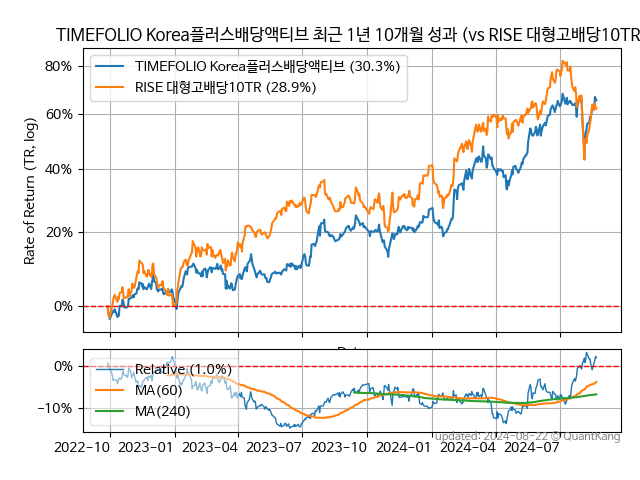 TIMEFOLIO Korea플러스배당액티브 최근 1년 10개월 성과 (vs RISE 대형고배당10TR
TIMEFOLIO Korea플러스배당액티브 (30.3%)
RISE 대형고배당10TR (28.9%)
Rate of Return (TR, log)
80%
60%
40%
20%
0%
Relative (1.0%)
MA(60)
MA(240)
0%
−10%
2022−10 2023−01 2023−04 2023−07 2023−10 2024−01 2024−04 2024−07
updated: 2024-08-22 © QuantKang